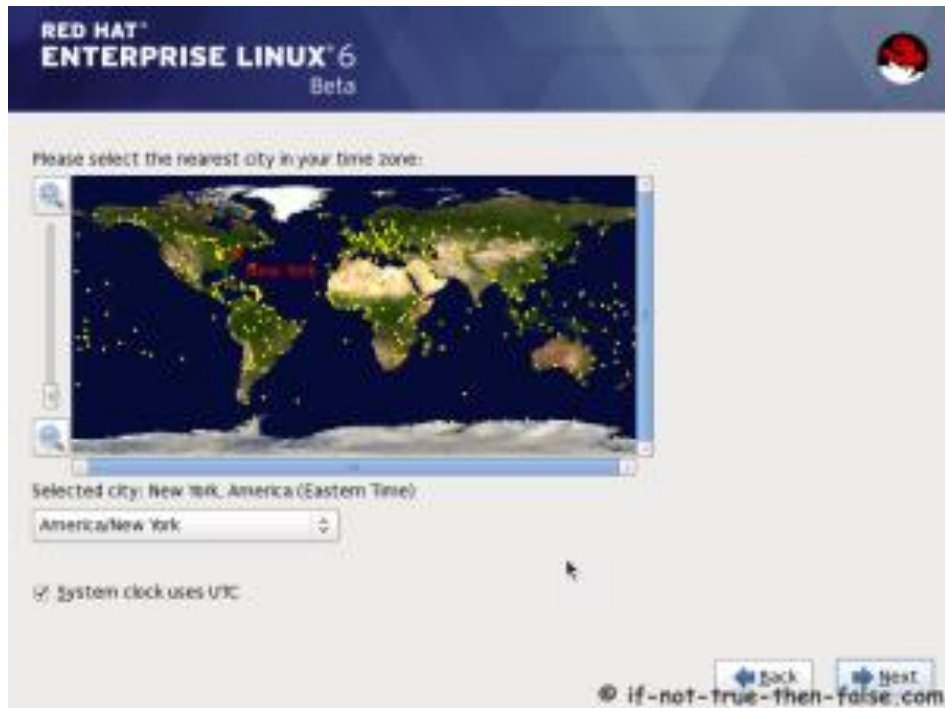 RED HAT
ENTERPRISE LINUX 6
Beta
Please select the nearest city in your time zone:
New York
Selected city: New York, America (Eastern Time)
America/New York
System clock uses UTC
Back
Next
© if-not-true-then-false.com